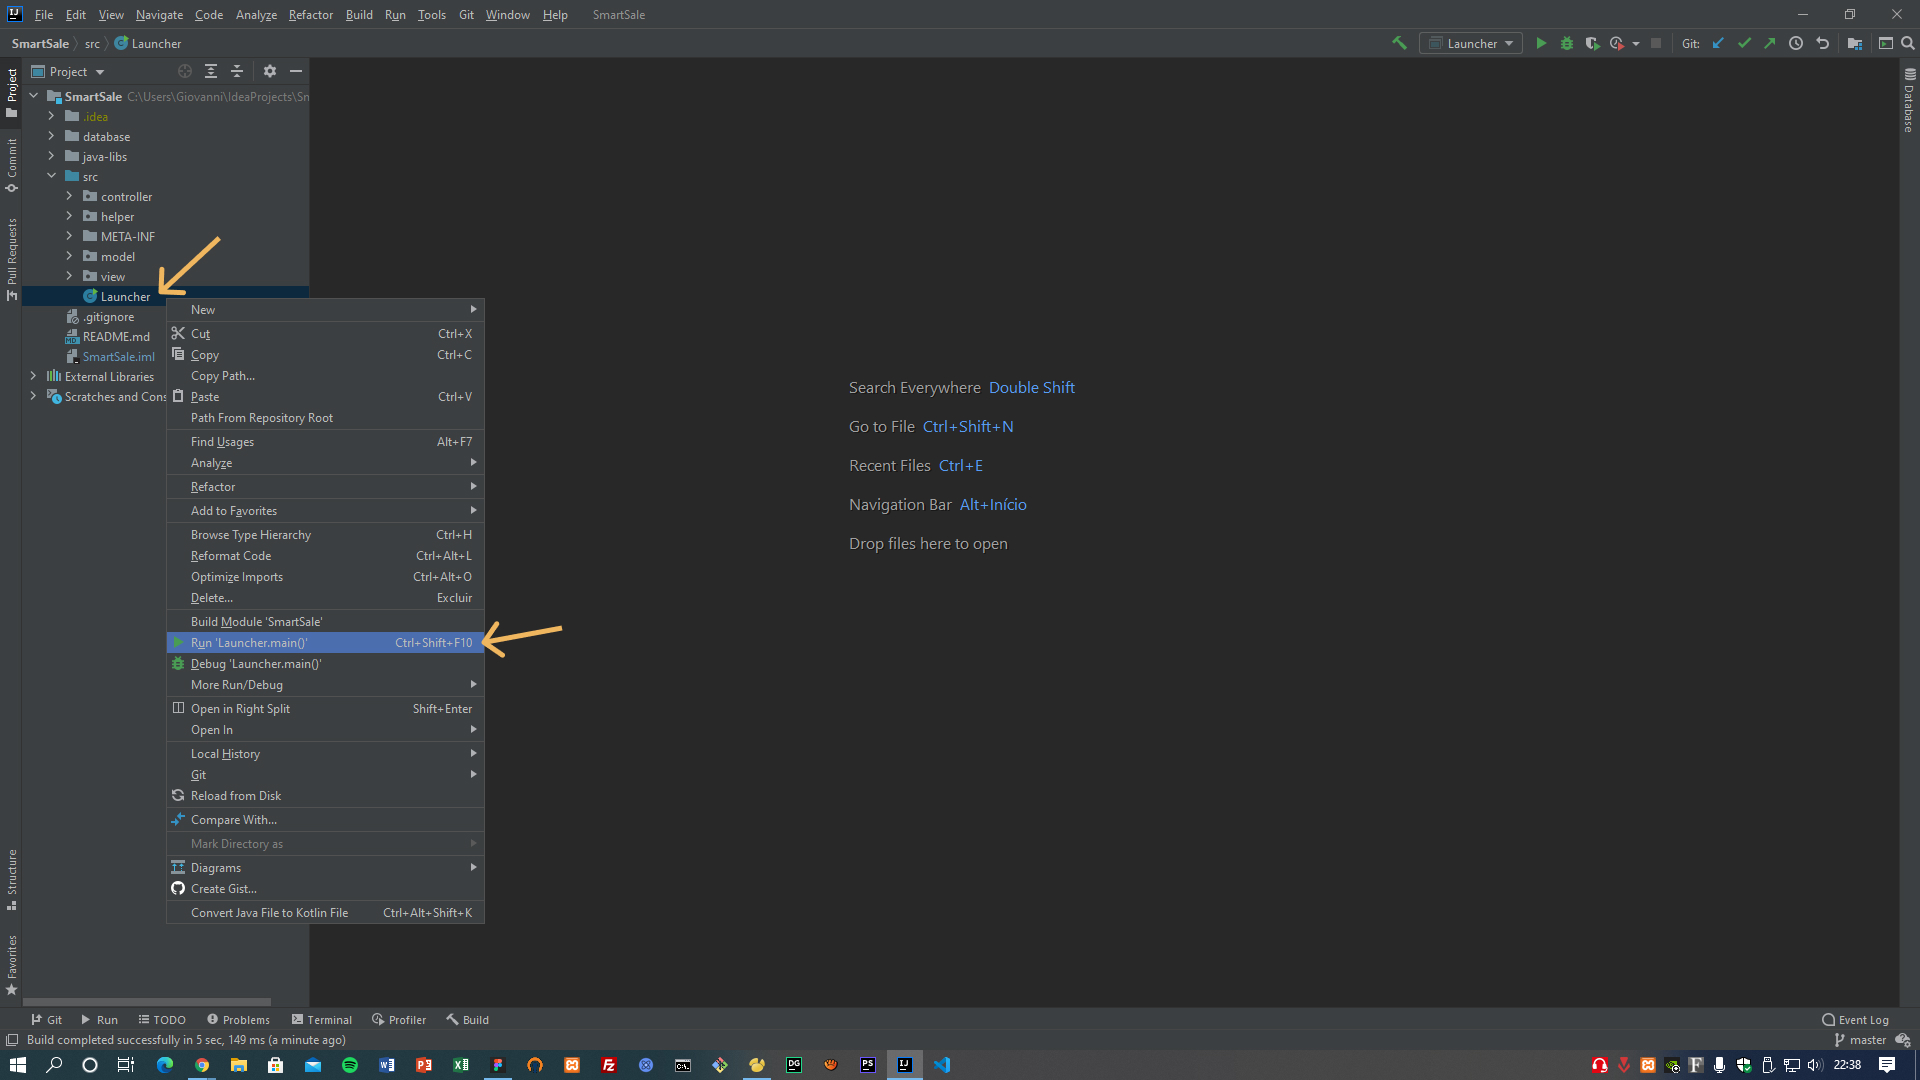 File Edit View Navigate Code Analyze Refactor Build Run Tools Git Window Help SmartSale
SmartSale src Launcher
Launcher
Git:
Project
SmartSale C:\Users\Giovanni\IdeaProjects\Sm
.idea
database
java-libs
src
controller
helper
META-INF
model
view
Launcher
.gitignore
README.md
SmartSale.iml
External Libraries
Scratches and Cons
Project
Commit
Pull Requests
Structure
Favorites
Database
New
Cut Ctrl+X
Copy Ctrl+C
Copy Path...
Paste Ctrl+V
Path From Repository Root
Find Usages Alt+F7
Analyze
Refactor
Add to Favorites
Browse Type Hierarchy Ctrl+H
Reformat Code Ctrl+Alt+L
Optimize Imports Ctrl+Alt+O
Delete... Excluir
Build Module 'SmartSale'
Run 'Launcher.main()' Ctrl+Shift+F10
Debug 'Launcher.main()'
More Run/Debug
Open in Right Split Shift+Enter
Open In
Local History
Git
Reload from Disk
Compare With...
Mark Directory as
Diagrams
Create Gist...
Convert Java File to Kotlin File Ctrl+Alt+Shift+K
Search Everywhere Double Shift
Go to File Ctrl+Shift+N
Recent Files Ctrl+E
Navigation Bar Alt+Início
Drop files here to open
Git Run TODO Problems Terminal Profiler Build Event Log
Build completed successfully in 5 sec, 149 ms (a minute ago) master
22:38